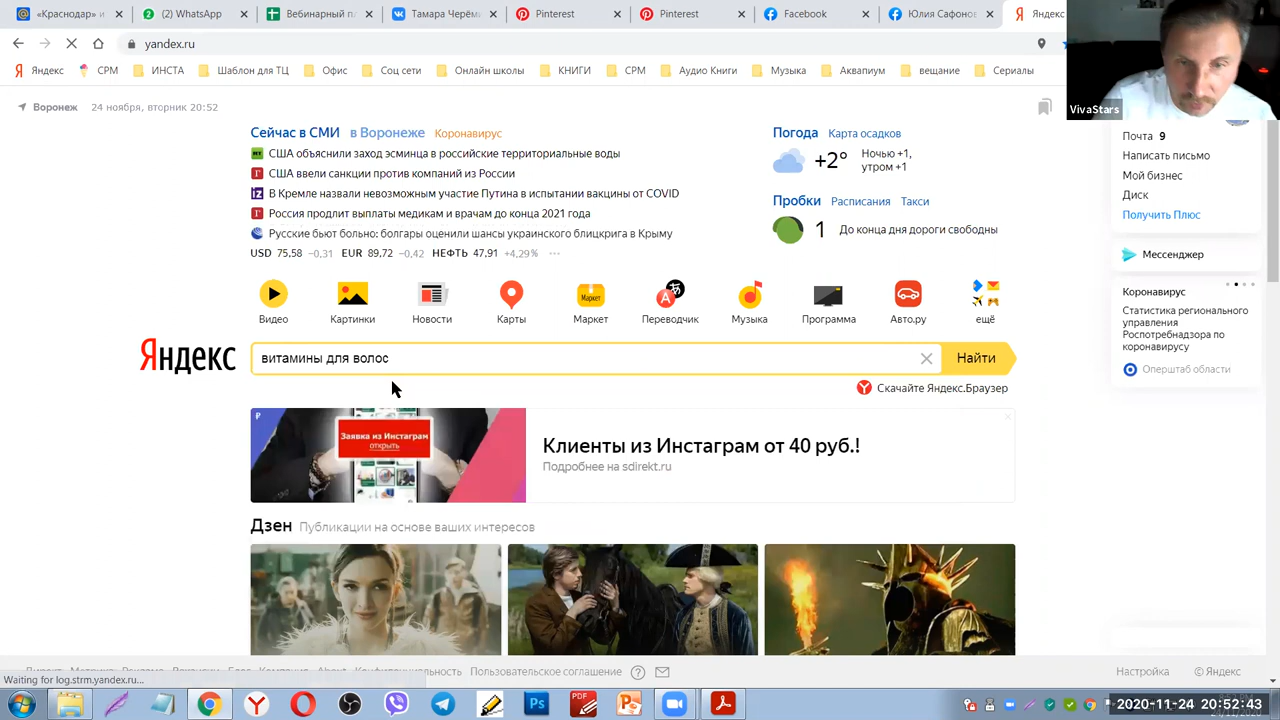 «Краснодар» и
(2) WhatsApp
Вебинарный пл
Тамара Черём
Pinterest
Pinterest
Facebook
Юлия Сафонов
Яндекс
yandex.ru
Яндекс
СРМ
ИНСТА
Шаблон для ТЦ
Офис
Соц сети
Онлайн школы
КНИГИ
СРМ
Аудио Книги
Музыка
Аквапиум
вещание
Сериалы
VivaStars
Воронеж 24 ноября, вторник 20:52
Сейчас в СМИ в Воронеже Коронавирус
США объяснили заход эсминца в российские территориальные воды
США ввели санкции против компаний из России
В Кремле назвали невозможным участие Путина в испытании вакцины от COVID
Россия продлит выплаты медикам и врачам до конца 2021 года
Русские бьют больно: болгары оценили шансы украинского блицкрига в Крыму
USD 75,58 −0,31 EUR 89,72 −0,42 НЕФТЬ 47,91 +4,29% ···
Погода Карта осадков
+2° Ночью +1,
утром +1
Пробки Расписания Такси
1 До конца дня дороги свободны
Почта 9
Написать письмо
Мой бизнес
Диск
Получить Плюс
Мессенджер
Коронавирус
Статистика регионального
управления
Роспотребнадзора по
коронавирусу
Оперштаб области
Маркет
Видео
Картинки
Новости
Карты
Маркет
Переводчик
Музыка
Программа
Авто.ру
ещё
Яндекс
витамины для волос
Найти
Скачайте Яндекс.Браузер
Заявка из Инстаграм
открыть
Клиенты из Инстаграм от 40 руб.!
Подробнее на sdirekt.ru
Дзен Публикации на основе ваших интересов
Пользовательское соглашение
Настройка
© Яндекс
Waiting for log.strm.yandex.ru...
PDF
2020-11-24 20:52:43